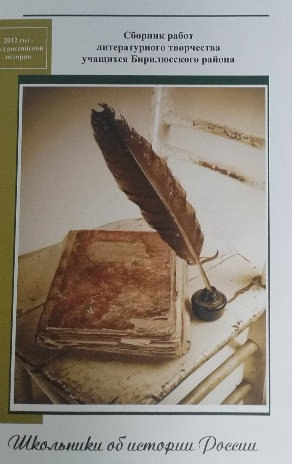 2012 год -
год российской
истории
Сборник работ
литературного творчества
учащихся Бирилюсского района
Школьники об истории России